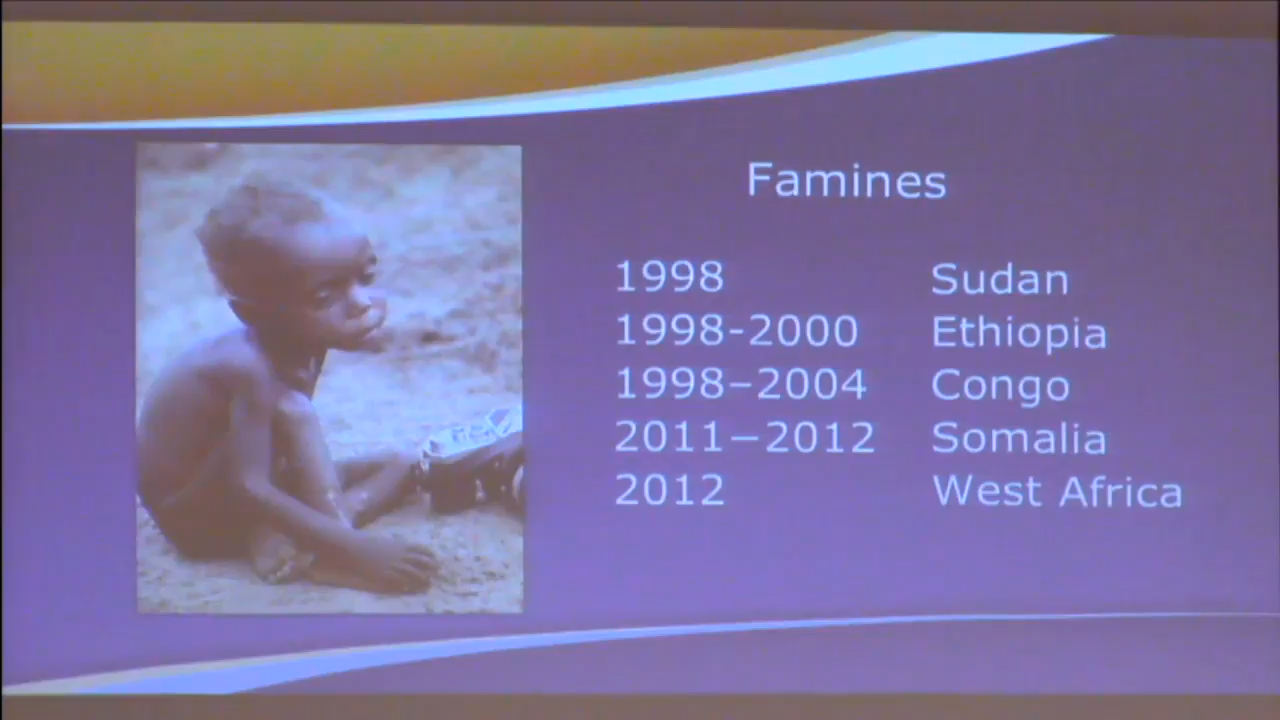 Famines
1998 Sudan
1998-2000 Ethiopia
1998–2004 Congo
2011–2012 Somalia
2012 West Africa